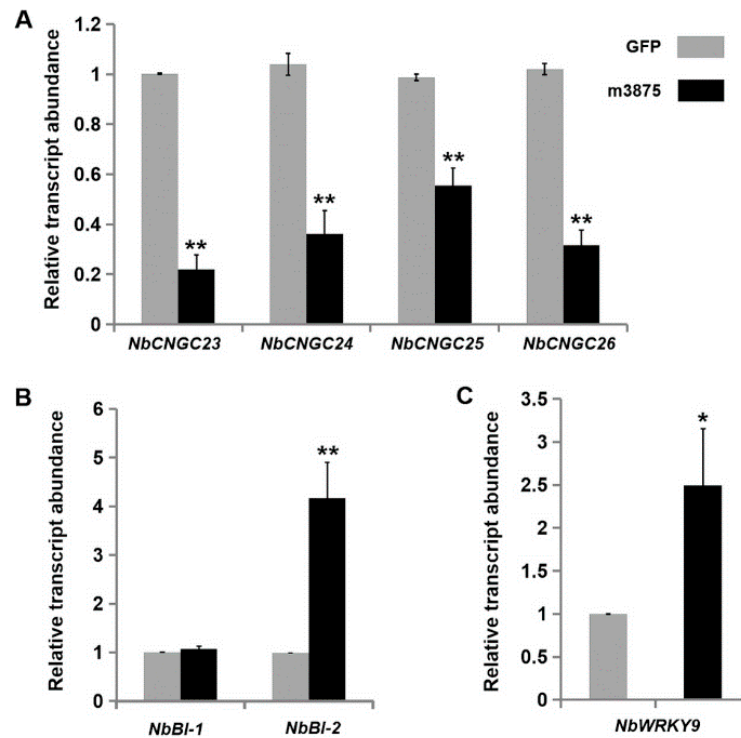 A
Relative transcript abundance
1.2
1
0.8
0.6
0.4
0.2
0
**
**
**
**
NbCNGC23 NbCNGC24 NbCNGC25 NbCNGC26
GFP
m3875
B
Relative transcript abundance
6
5
4
3
2
1
0
**
NbBI-1 NbBI-2
C
Relative transcript abundance
3.5
3
2.5
2
1.5
1
0.5
0
*
NbWRKY9